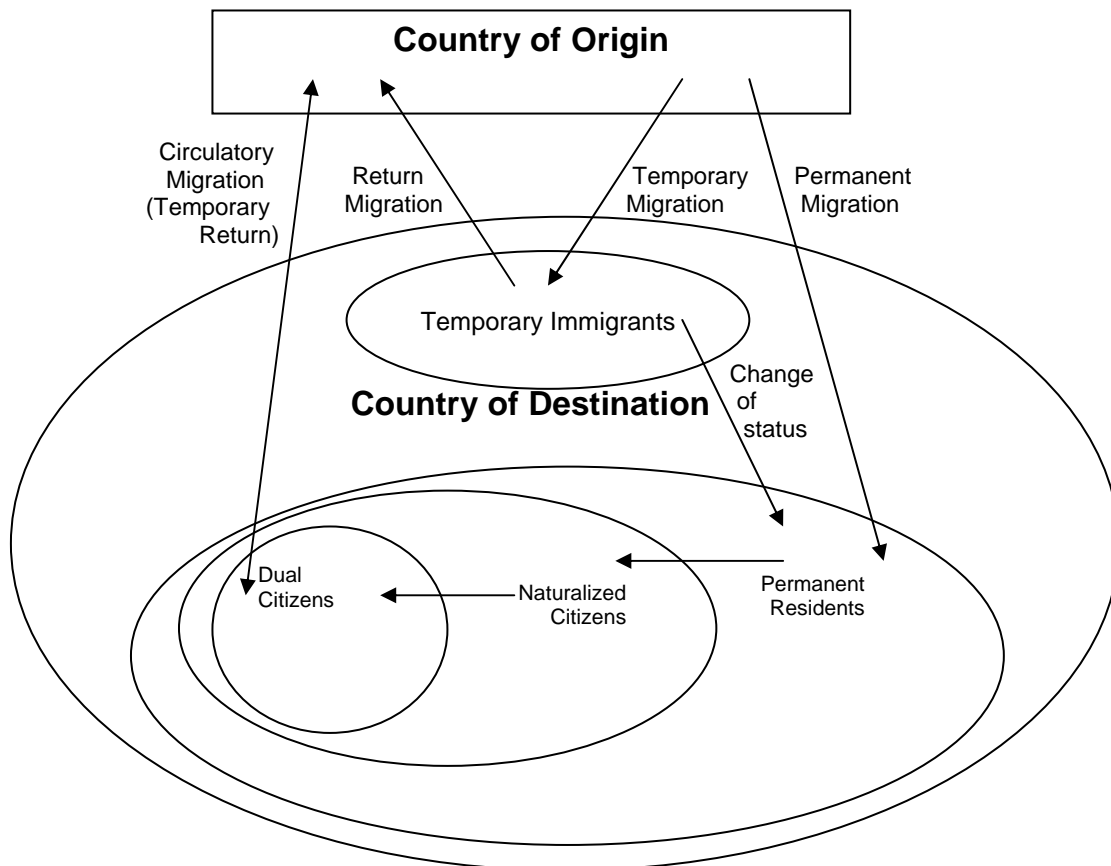 Country of Origin
Circulatory
Migration
(Temporary
Return)
Return
Migration
Temporary
Migration
Permanent
Migration
Temporary Immigrants
Change
of
status
Country of Destination
Dual
Citizens
Naturalized
Citizens
Permanent
Residents